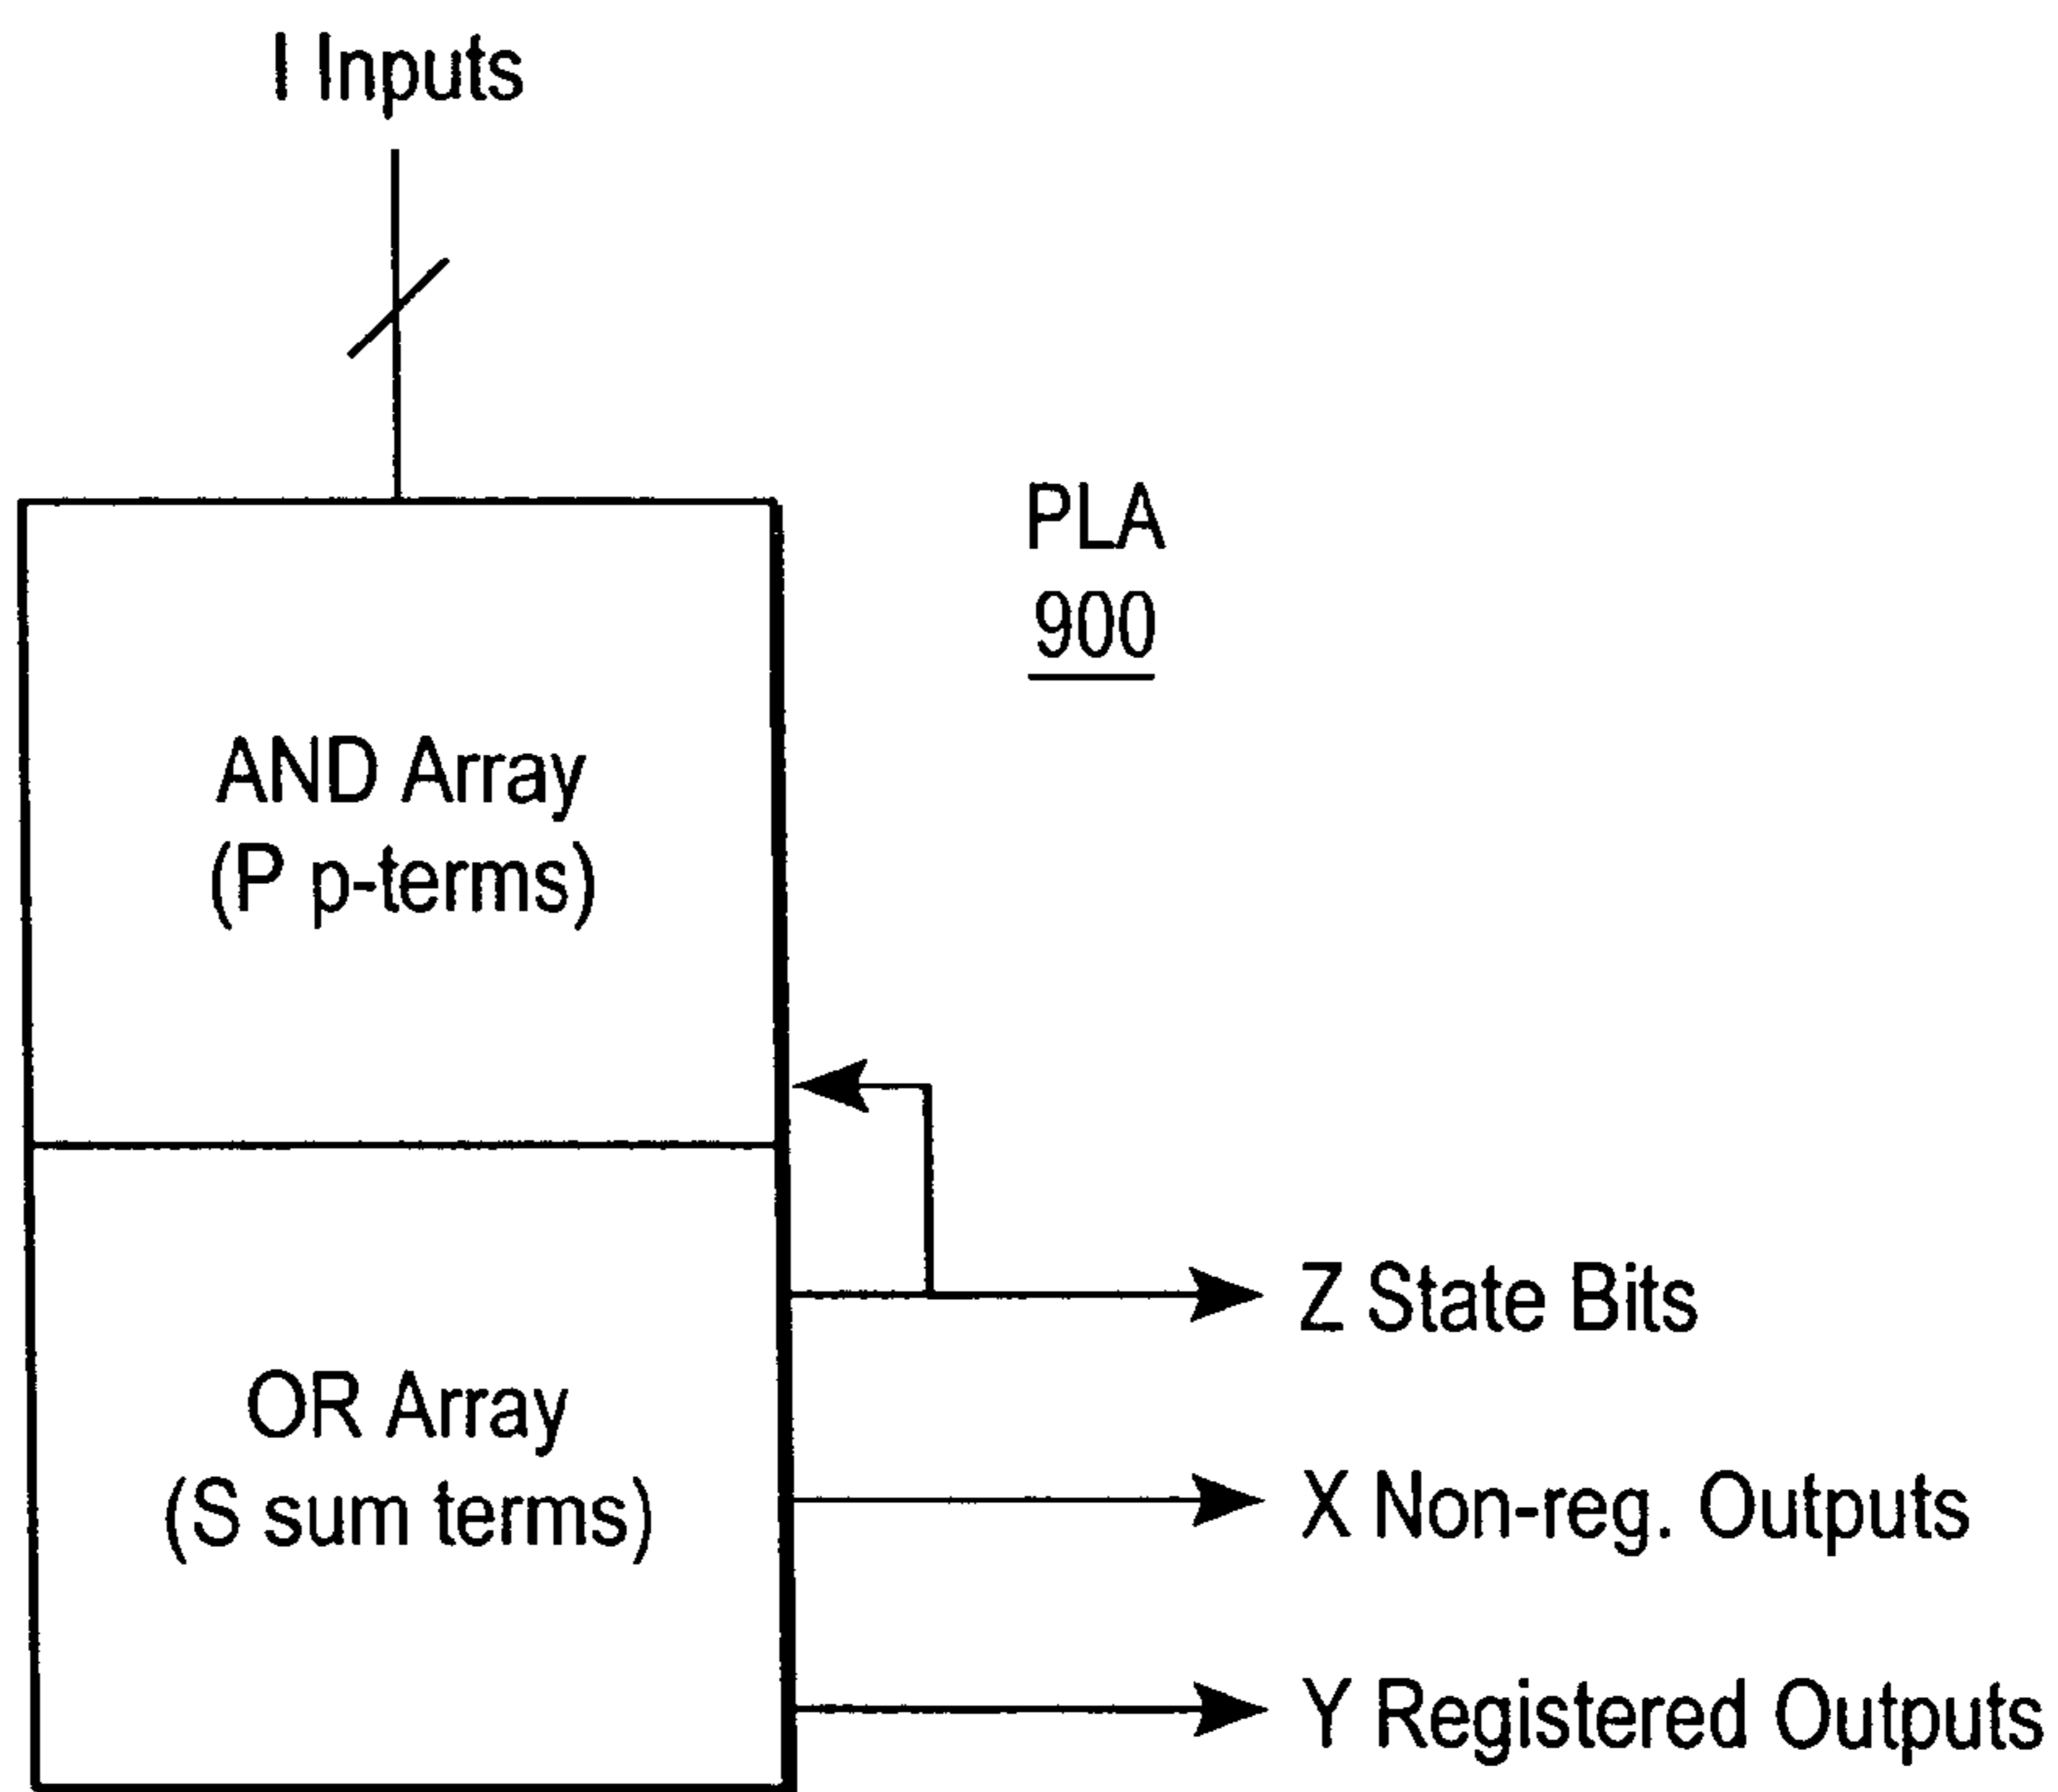 I Inputs
PLA
900
AND Array
(P p-terms)
Z State Bits
OR Array
(S sum terms)
X Non-reg. Outputs
Y Registered Outputs